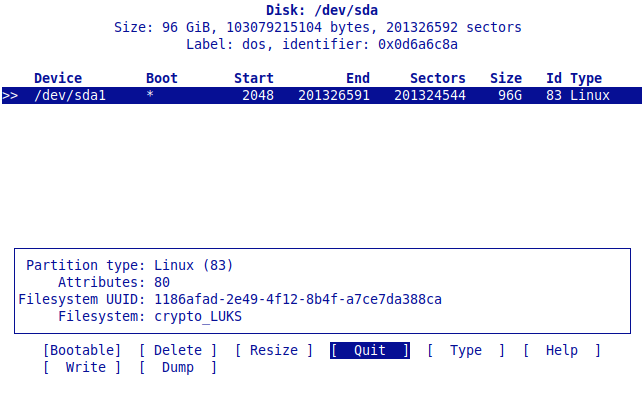 Disk: /dev/sda
Size: 96 GiB, 103079215104 bytes, 201326592 sectors
Label: dos, identifier: 0x0d6a6c8a
Device Boot Start End Sectors Size Id Type
>> /dev/sda1 * 2048 201326591 201324544 96G 83 Linux
Partition type: Linux (83)
Attributes: 80
Filesystem UUID: 1186afad-2e49-4f12-8b4f-a7ce7da388ca
Filesystem: crypto_LUKS
[Bootable] [ Delete ] [ Resize ] [ Quit ] [ Type ] [ Help ]
[ Write ] [ Dump ]